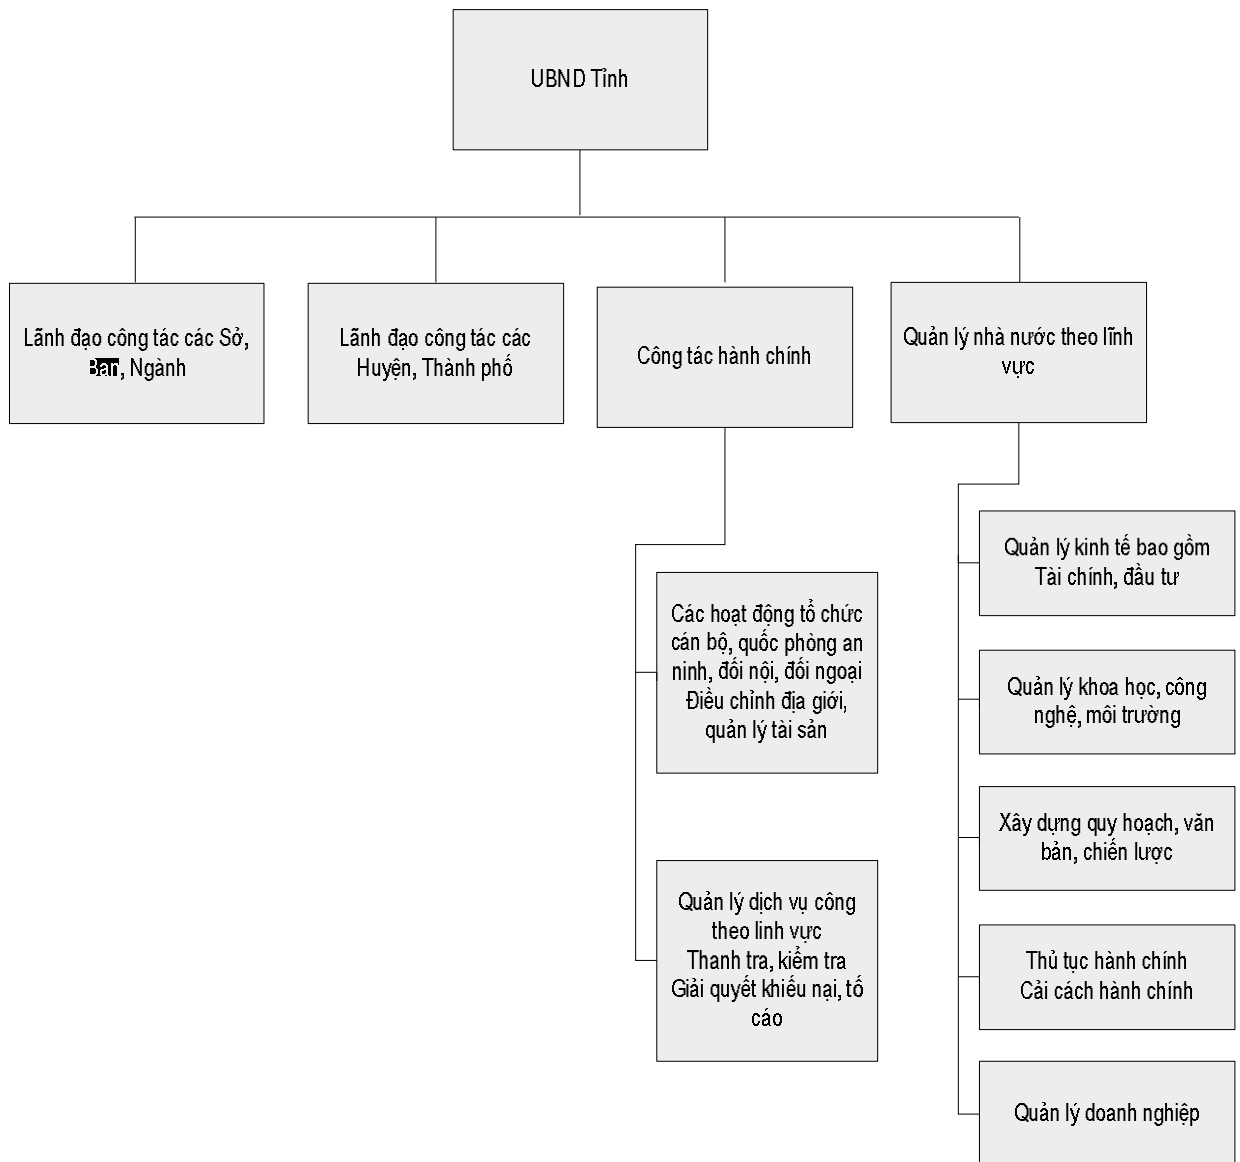 UBND Tỉnh
Lãnh đạo công tác các Sở,
Ban, Ngành
Lãnh đạo công tác các
Huyện, Thành phố
Công tác hành chính
Quản lý nhà nước theo lĩnh
vực
Các hoạt động tổ chức
cán bộ, quốc phòng an
ninh, đối nội, đối ngoại
Điều chỉnh địa giới,
quản lý tài sản
Quản lý dịch vụ công
theo linh vực
Thanh tra, kiểm tra
Giải quyết khiếu nại, tố
cáo
Quản lý kinh tế bao gồm
Tài chính, đầu tư
Quản lý khoa học, công
nghệ, môi trường
Xây dựng quy hoạch, văn
bản, chiến lược
Thủ tục hành chính
Cải cách hành chính
Quản lý doanh nghiệp